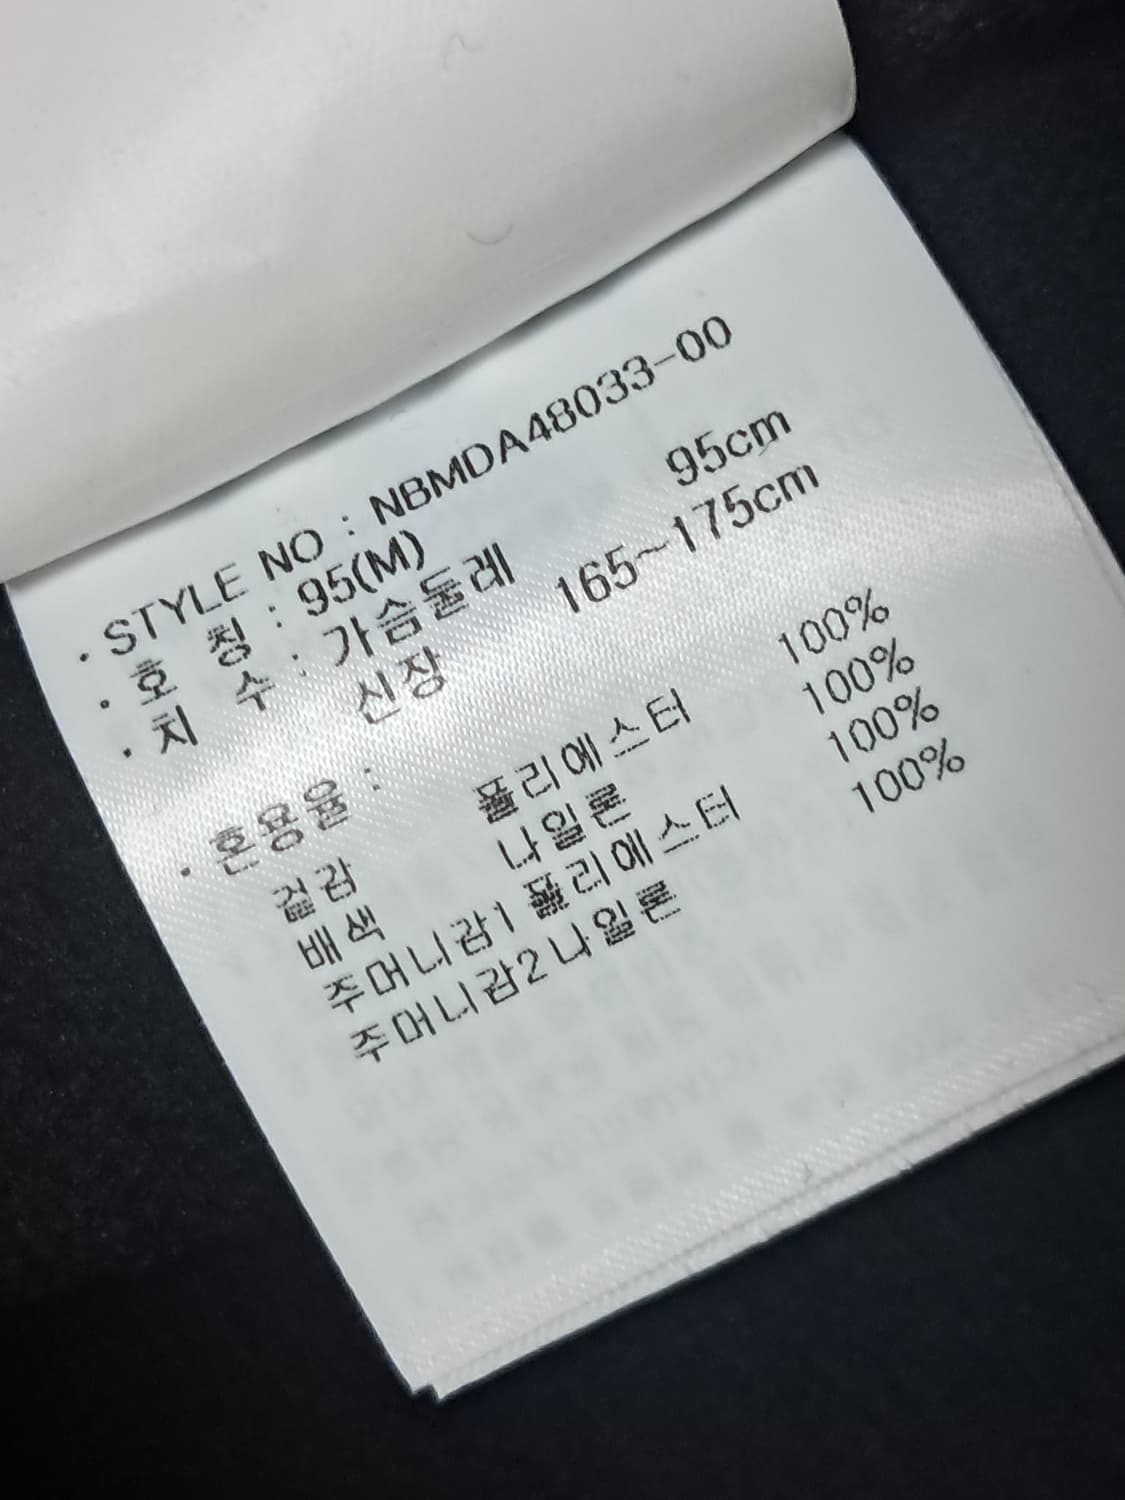 · STYLE NO : NBMDA48033-00
· 호 칭 : 95(M)
· 치 수 : 가슴둘레 95cm
신장 165~175cm
· 혼용율 :
겉감 폴리에스터 100%
배색 나일론 100%
주머니감1 폴리에스터 100%
주머니감2 나일론 100%